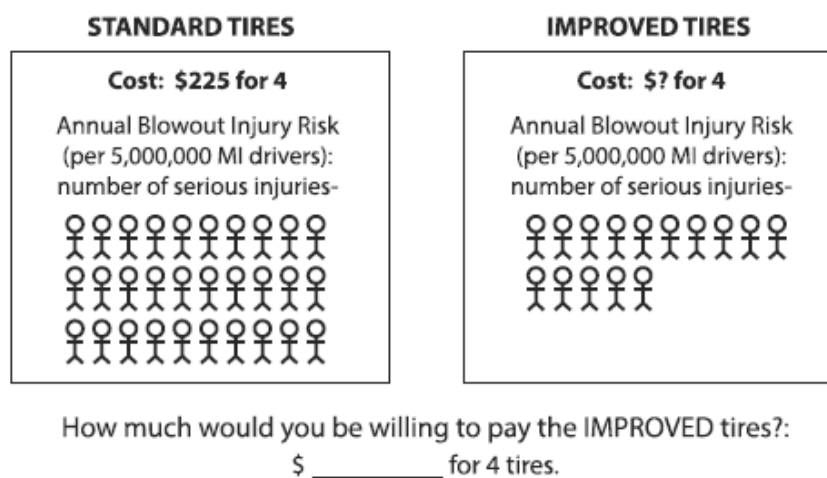 STANDARD TIRES
Cost: $225 for 4
Annual Blowout Injury Risk
(per 5,000,000 MI drivers):
number of serious injuries-
IMPROVED TIRES
Cost: $? for 4
Annual Blowout Injury Risk
(per 5,000,000 MI drivers):
number of serious injuries-
How much would you be willing to pay the IMPROVED tires?:
$ __________ for 4 tires.